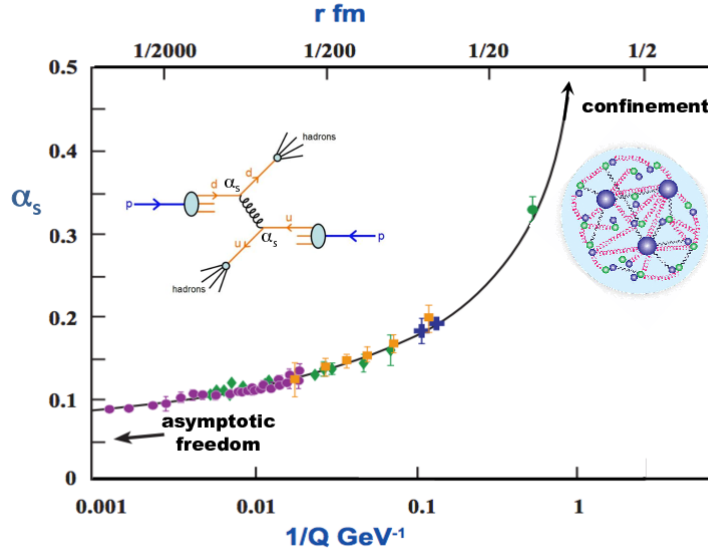 r fm
1/2000 1/200 1/20 1/2
0.5
confinement
hadrons
0.4
d αs d
p
αs
0.3
u
u
αs
p
hadrons
0.2
0.1
asymptotic
freedom
0
0.001 0.01 0.1 1
1/Q GeV⁻¹